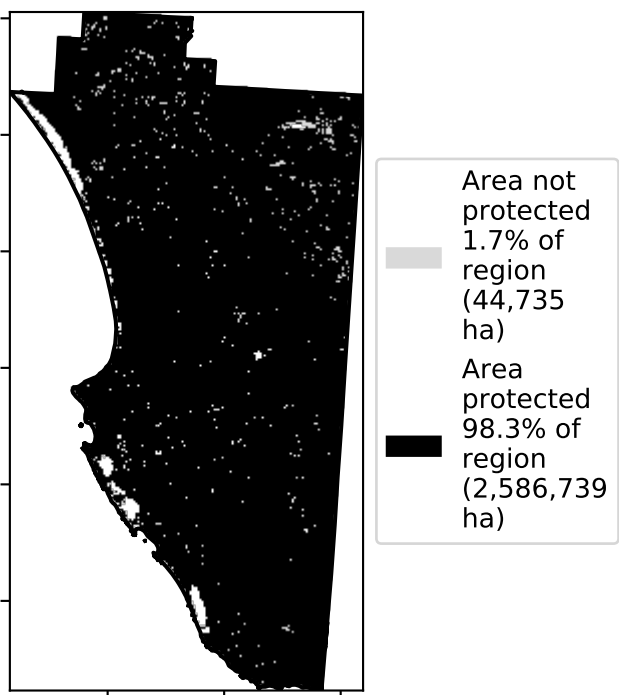 Area not
protected
1.7% of
region
(44,735
ha)
Area
protected
98.3% of
region
(2,586,739
ha)